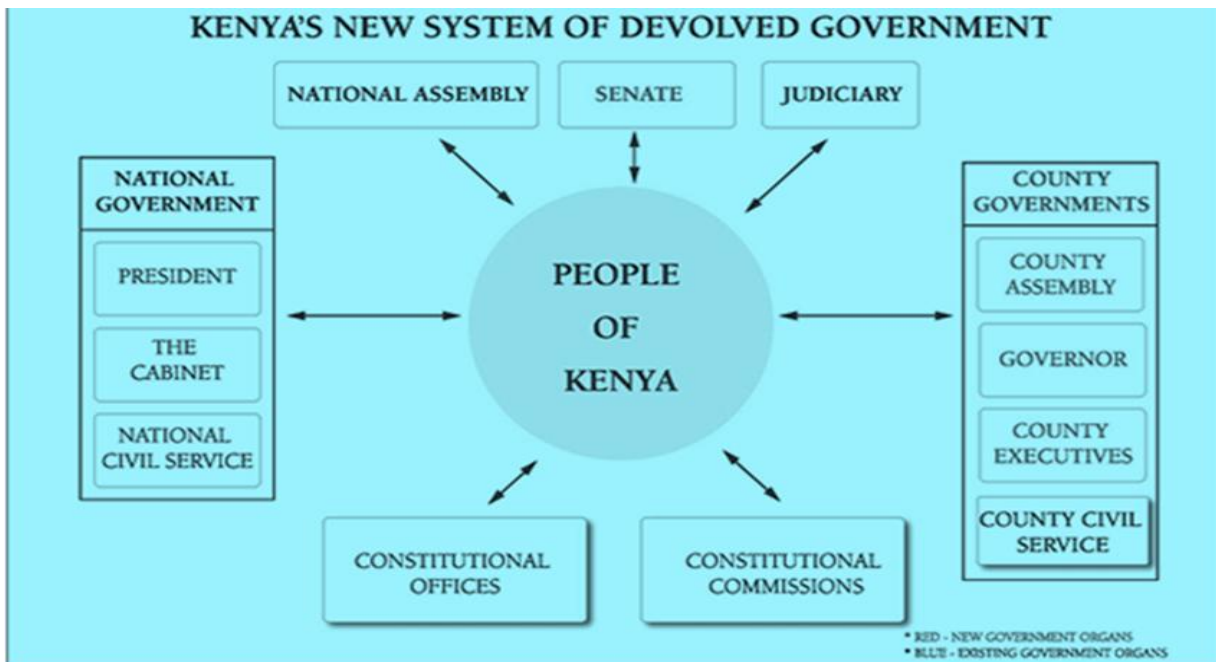 KENYA'S NEW SYSTEM OF DEVOLVED GOVERNMENT
NATIONAL ASSEMBLY
SENATE
JUDICIARY
NATIONAL
GOVERNMENT
PRESIDENT
THE
CABINET
NATIONAL
CIVIL SERVICE
PEOPLE
OF
KENYA
COUNTY
GOVERNMENTS
COUNTY
ASSEMBLY
GOVERNOR
COUNTY
EXECUTIVES
COUNTY CIVIL
SERVICE
CONSTITUTIONAL
OFFICES
CONSTITUTIONAL
COMMISSIONS
* RED - NEW GOVERNMENT ORGANS
* BLUE - EXISTING GOVERNMENT ORGANS